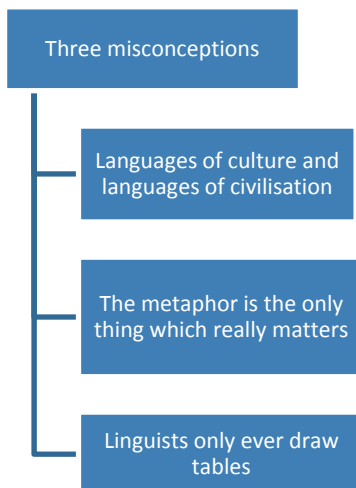 Three misconceptions
Languages of culture and
languages of civilisation
The metaphor is the only
thing which really matters
Linguists only ever draw
tables